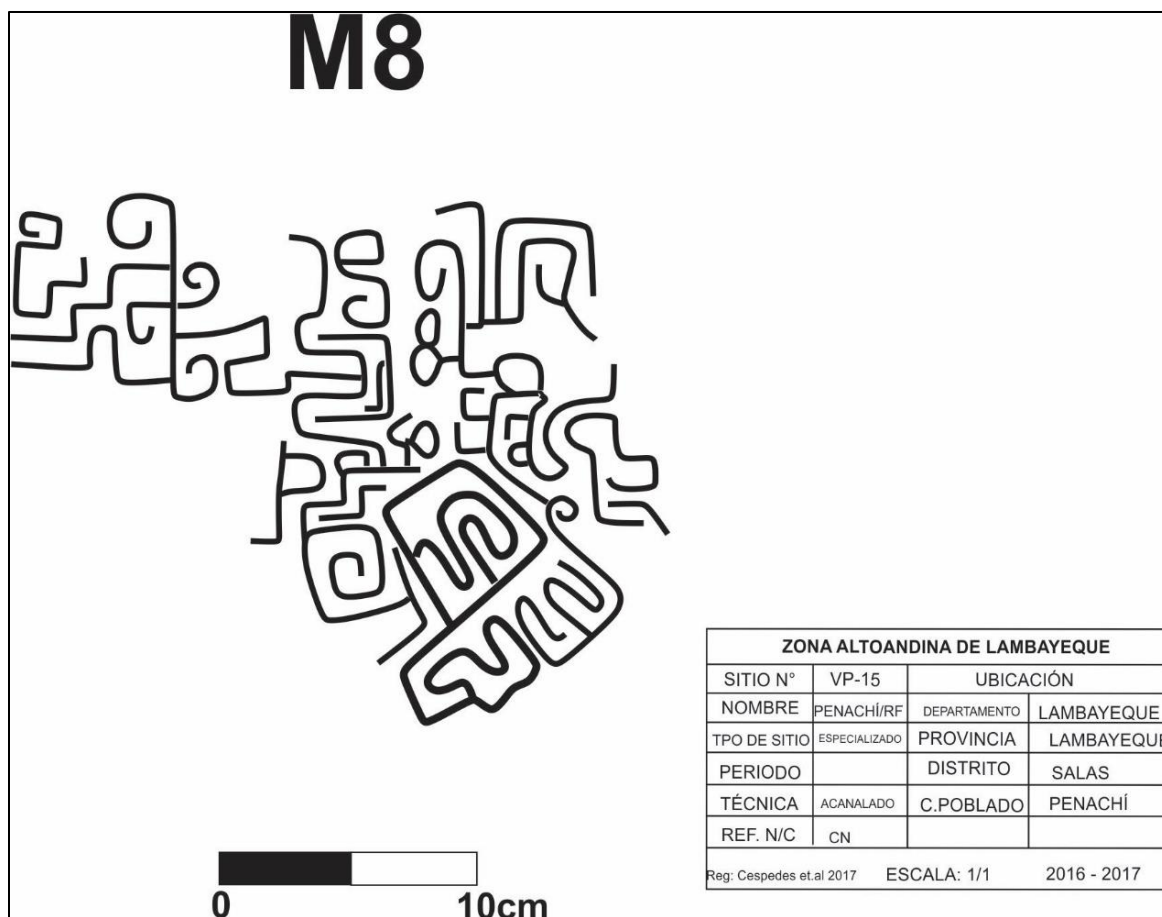 M8
ZONA ALTOANDINA DE LAMBAYEQUE
SITIO N° VP-15 UBICACIÓN
NOMBRE PENACHÍ/RF DEPARTAMENTO LAMBAYEQUE
TPO DE SITIO ESPECIALIZADO PROVINCIA LAMBAYEQUE
PERIODO DISTRITO SALAS
TÉCNICA ACANALADO C.POBLADO PENACHÍ
REF. N/C CN
Reg: Cespedes et.al 2017 ESCALA: 1/1 2016 - 2017
0 10cm